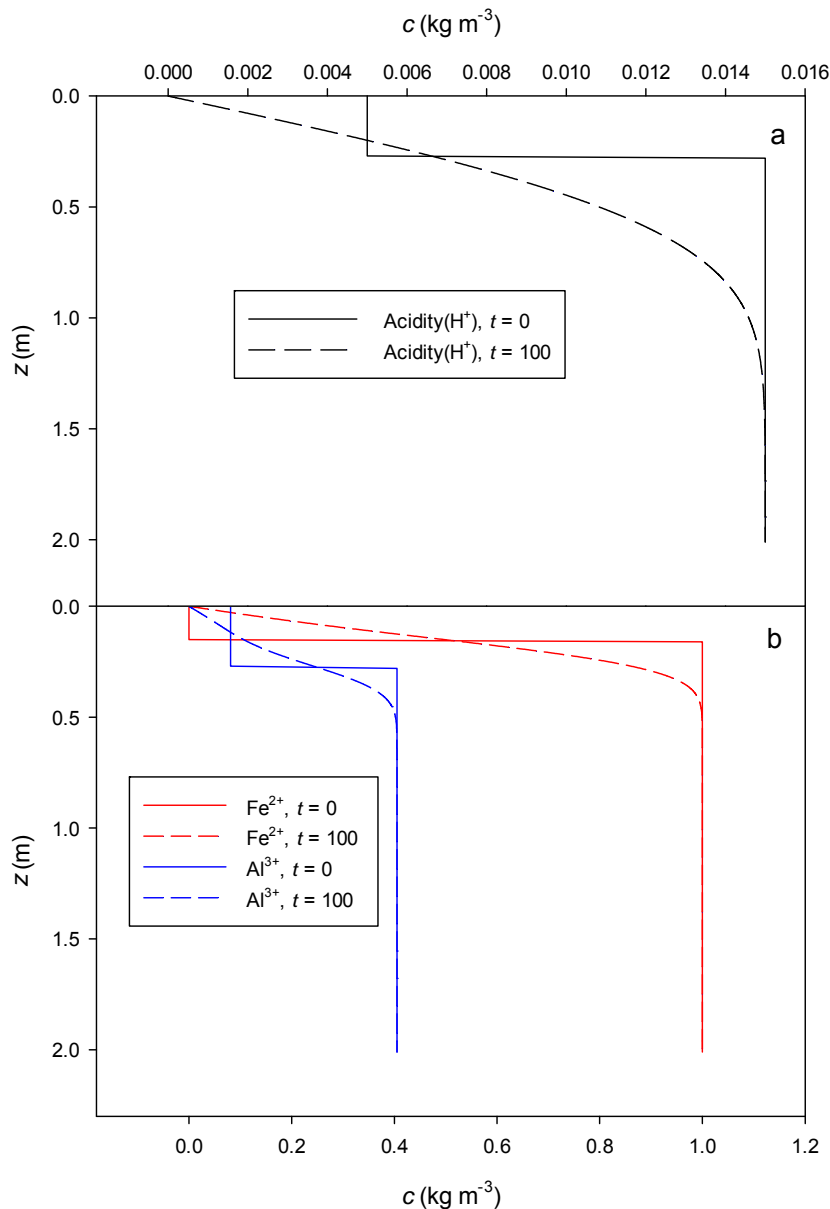 c (kg m⁻³)
0.000 0.002 0.004 0.006 0.008 0.010 0.012 0.014 0.016
0.0
a
0.5
Acidity(H⁺), t = 0
Acidity(H⁺), t = 100
1.0
z (m)
1.5
2.0
0.0
b
0.5
Fe²⁺, t = 0
Fe²⁺, t = 100
Al³⁺, t = 0
Al³⁺, t = 100
1.0
z (m)
1.5
2.0
0.0 0.2 0.4 0.6 0.8 1.0 1.2
c (kg m⁻³)